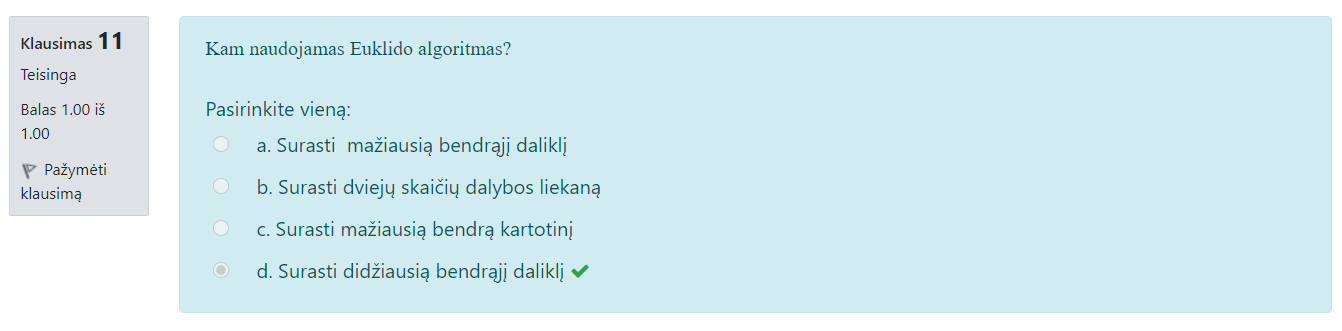 Klausimas 11
Teisinga
Balas 1.00 iš
1.00
Pažymėti
klausimą
Kam naudojamas Euklido algoritmas?
Pasirinkite vieną:
a. Surasti  mažiausią bendrąjį daliklį
b. Surasti dviejų skaičių dalybos liekaną
c. Surasti mažiausią bendrą kartotinį
d. Surasti didžiausią bendrąjį daliklį